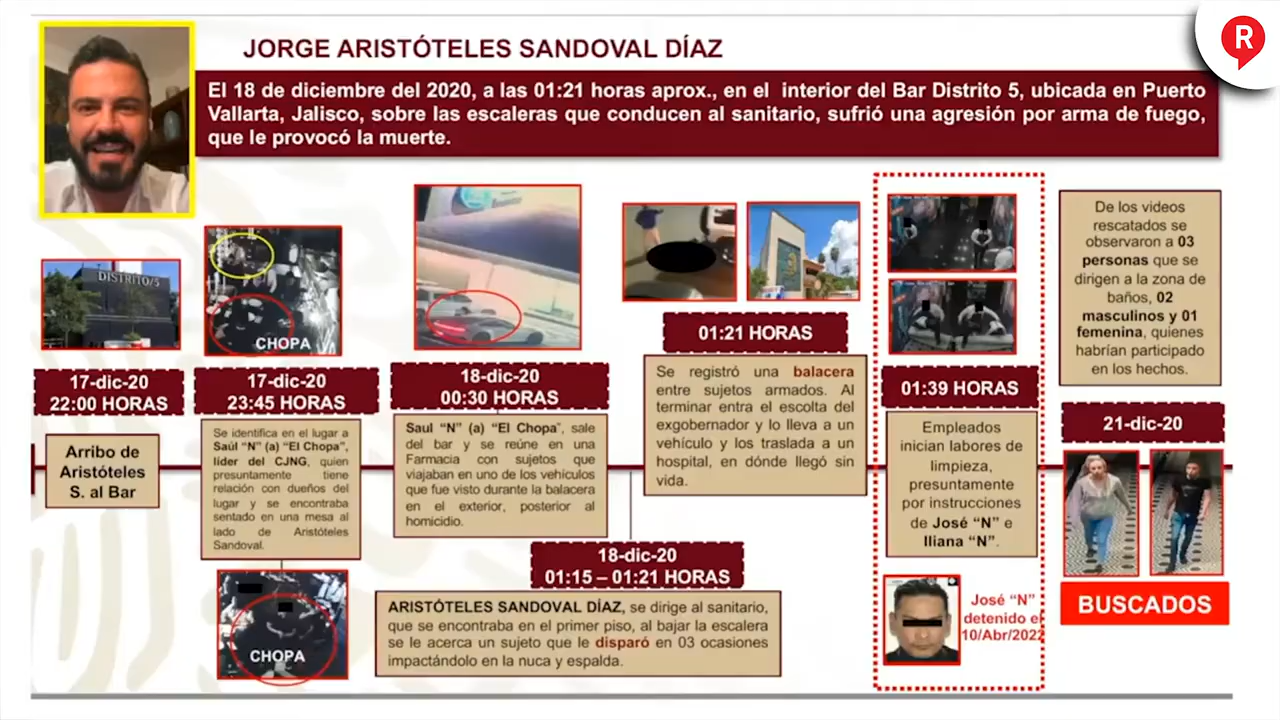 JORGE ARISTÓTELES SANDOVAL DÍAZ
R
El 18 de diciembre del 2020, a las 01:21 horas aprox., en el interior del Bar Distrito 5, ubicada en Puerto
Vallarta, Jalisco, sobre las escaleras que conducen al sanitario, sufrió una agresión por arma de fuego,
que le provocó la muerte.
DISTRITO/5
17-dic-20
22:00 HORAS
Arribo de
Aristóteles
S. al Bar
CHOPA
17-dic-20
23:45 HORAS
Se identifica en el lugar a
Saúl “N” (a) “El Chopa”,
líder del CJNG, quien
presuntamente tiene
relación con dueños del
lugar y se encontraba
sentado en una mesa al
lado de Aristóteles
Sandoval.
CHOPA
18-dic-20
00:30 HORAS
Saul “N” (a) “El Chopa”, sale
del bar y se reúne en una
Farmacia con sujetos que
viajaban en uno de los vehículos
que fue visto durante la balacera
en el exterior, posterior al
homicidio.
18-dic-20
01:15 – 01:21 HORAS
ARISTÓTELES SANDOVAL DÍAZ, se dirige al sanitario,
que se encontraba en el primer piso, al bajar la escalera
se le acerca un sujeto que le disparó en 03 ocasiones
impactándolo en la nuca y espalda.
01:21 HORAS
Se registró una balacera
entre sujetos armados. Al
terminar entra el escolta del
exgobernador y lo lleva a un
vehículo y los traslada a un
hospital, en dónde llegó sin
vida.
01:39 HORAS
Empleados
inician labores de
limpieza,
presuntamente
por instrucciones
de José “N” e
Iliana “N”.
José “N”
detenido el
10/Abr/2022
De los videos
rescatados se
observaron a 03
personas que se
dirigen a la zona de
baños, 02
masculinos y 01
femenina, quienes
habrían participado
en los hechos.
21-dic-20
BUSCADOS